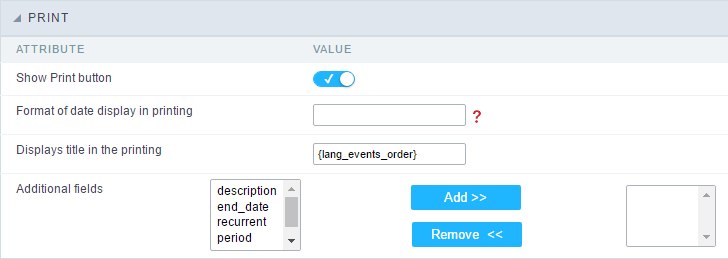 PRINT
ATTRIBUTE VALUE
Show Print button
Format of date display in printing ?
Displays title in the printing {lang_events_order}
Additional fields
description
end_date
recurrent
period
Add >>
Remove <<